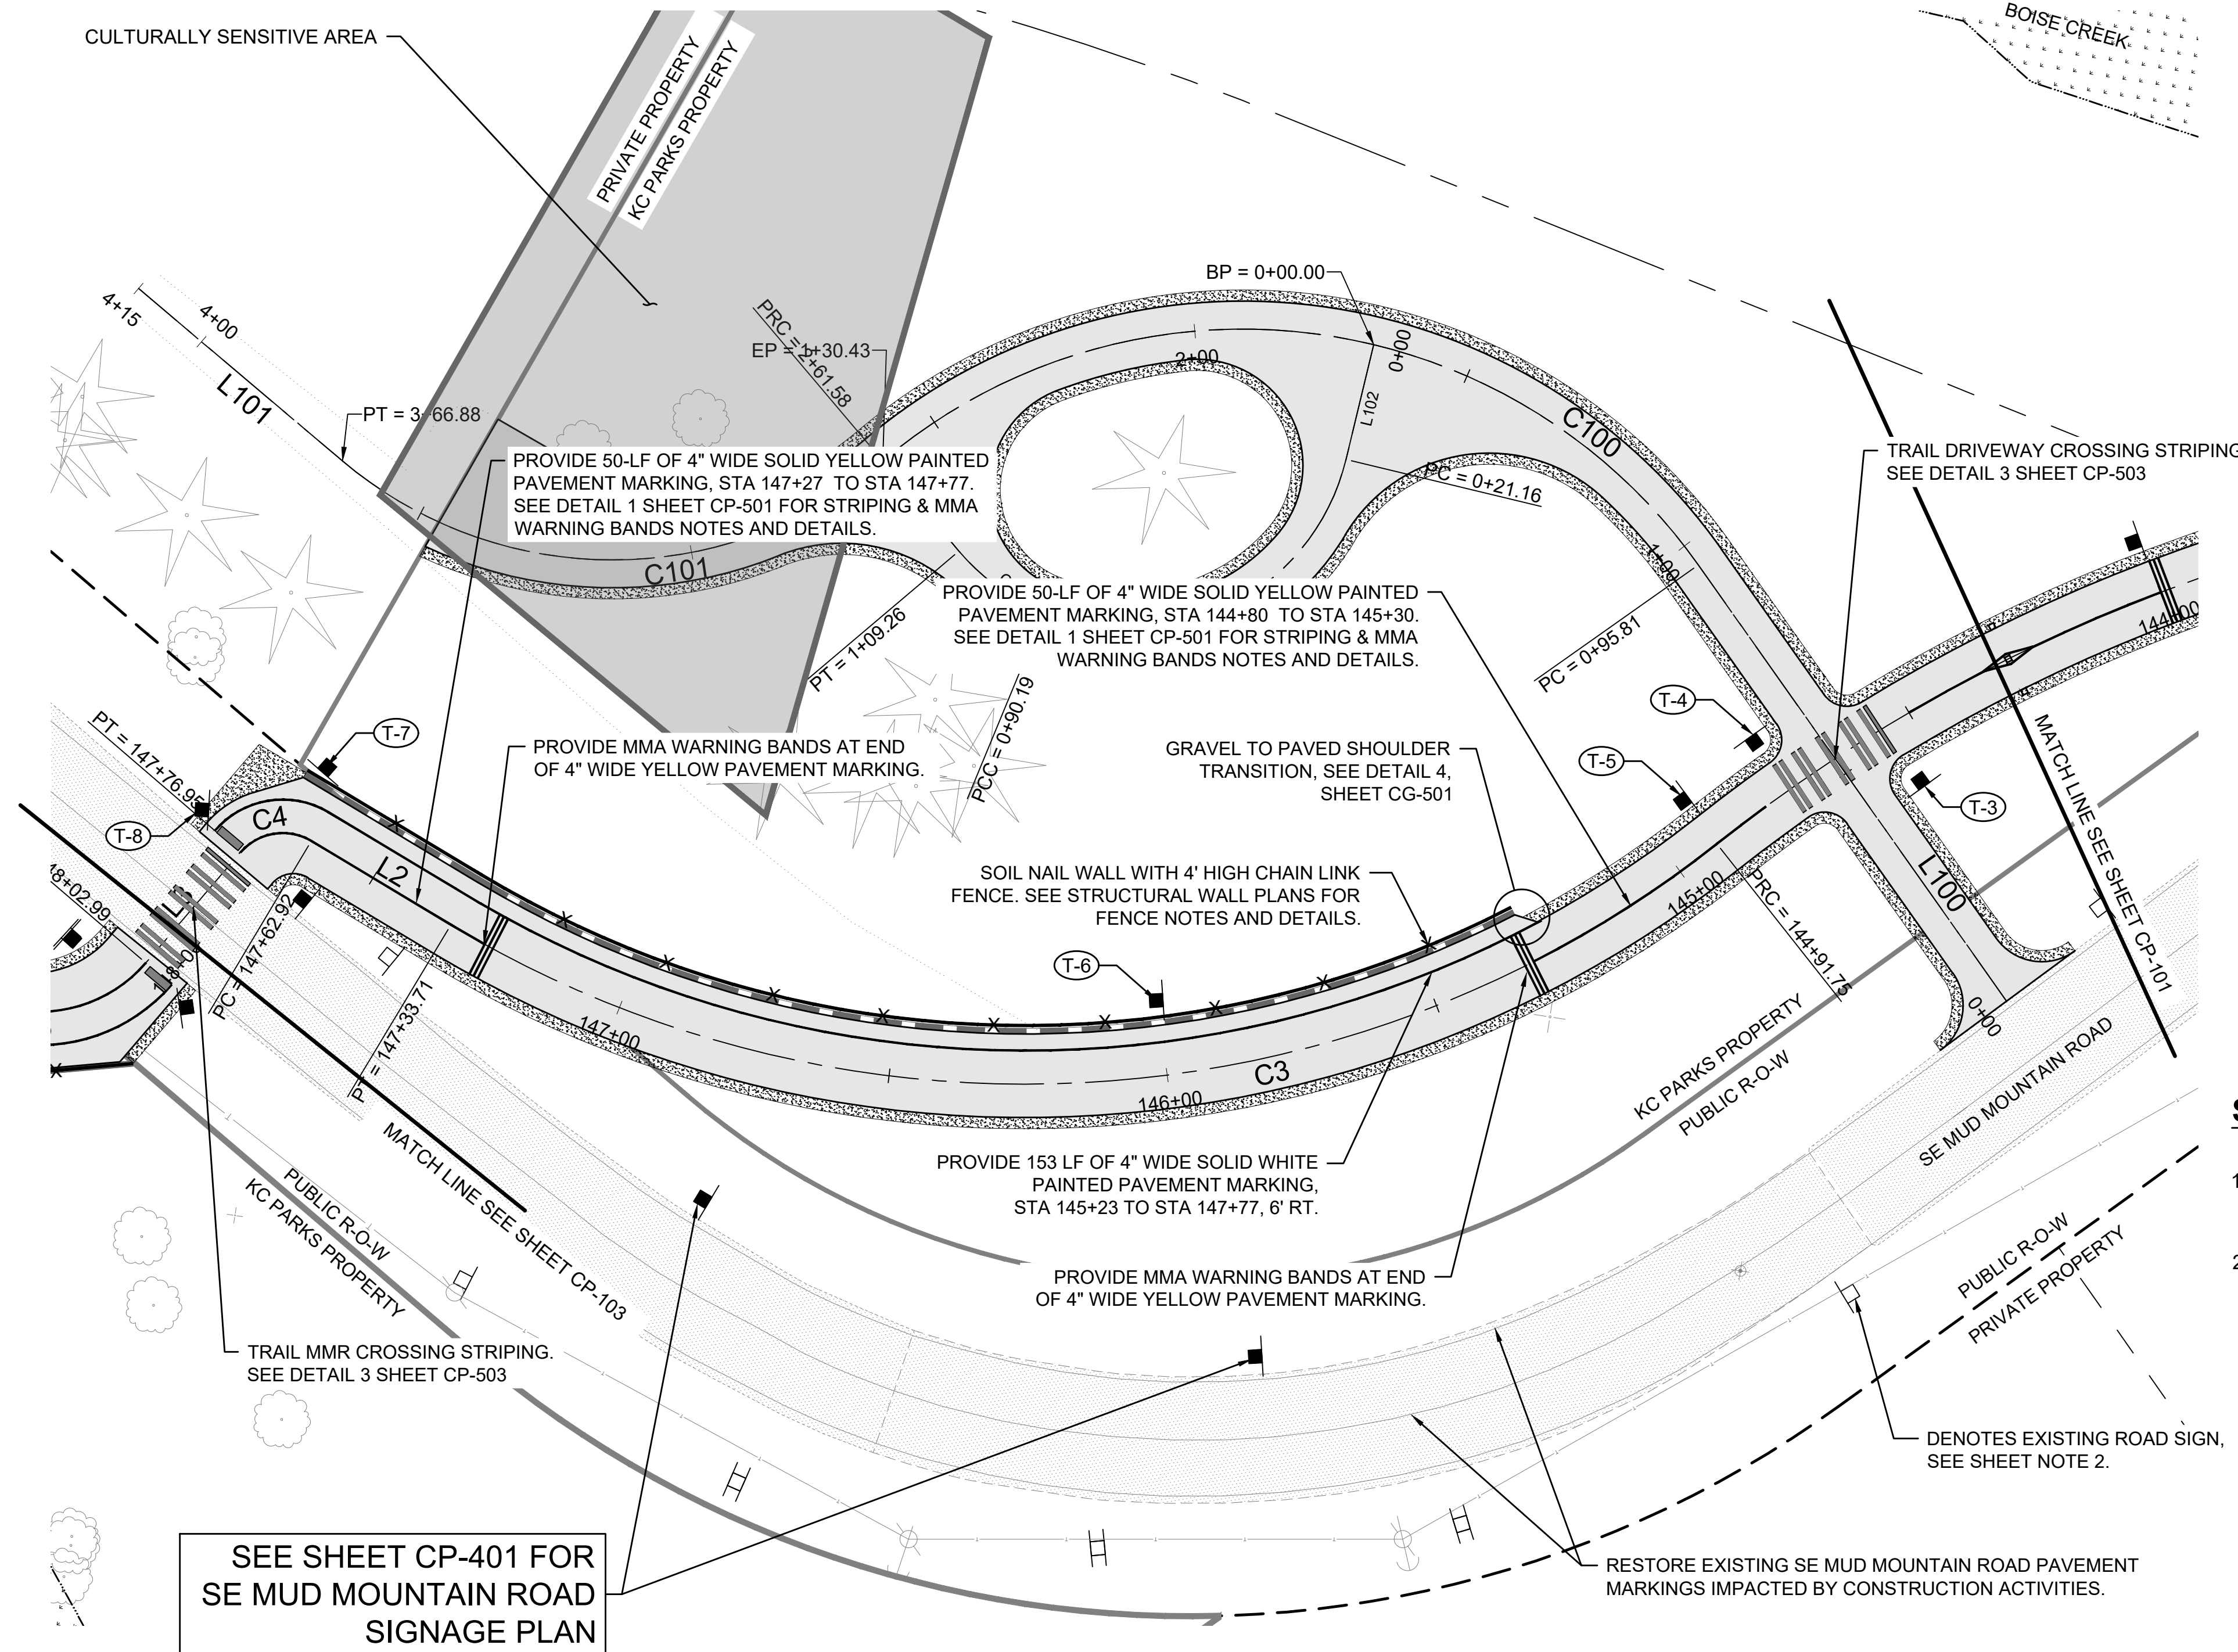 CULTURALLY SENSITIVE AREA
PRIVATE PROPERTY
KC PARKS PROPERTY
BOISE CREEK
BP = 0+00.00
4+15
4+00
L101
PT = 3+66.88
PRC = 2+61.58
EP = 1+30.43
2+00
0+00
L102
C100
PC = 0+21.16
TRAIL DRIVEWAY CROSSING STRIPING
SEE DETAIL 3 SHEET CP-503
PROVIDE 50-LF OF 4" WIDE SOLID YELLOW PAINTED
PAVEMENT MARKING, STA 147+27 TO STA 147+77.
SEE DETAIL 1 SHEET CP-501 FOR STRIPING & MMA
WARNING BANDS NOTES AND DETAILS.
C101
PROVIDE 50-LF OF 4" WIDE SOLID YELLOW PAINTED
PAVEMENT MARKING, STA 144+80 TO STA 145+30.
SEE DETAIL 1 SHEET CP-501 FOR STRIPING & MMA
WARNING BANDS NOTES AND DETAILS.
1+00
PT = 1+09.26
PC = 0+95.81
PCC = 0+90.19
144+00
T-4
T-5
T-3
T-7
T-8
PT = 147+76.95
C4
L2
PROVIDE MMA WARNING BANDS AT END
OF 4" WIDE YELLOW PAVEMENT MARKING.
GRAVEL TO PAVED SHOULDER
TRANSITION, SEE DETAIL 4,
SHEET CG-501
SOIL NAIL WALL WITH 4' HIGH CHAIN LINK
FENCE. SEE STRUCTURAL WALL PLANS FOR
FENCE NOTES AND DETAILS.
MATCH LINE SEE SHEET CP-101
L100
145+00
PRC = 144+91.75
T-6
48+02.99
PC = 147+62.92
PT = 147+33.71
147+00
146+00
C3
0+00
KC PARKS PROPERTY
PUBLIC R-O-W
SE MUD MOUNTAIN ROAD
MATCH LINE SEE SHEET CP-103
PUBLIC R-O-W
KC PARKS PROPERTY
PROVIDE 153 LF OF 4" WIDE SOLID WHITE
PAINTED PAVEMENT MARKING,
STA 145+23 TO STA 147+77, 6' RT.
PROVIDE MMA WARNING BANDS AT END
OF 4" WIDE YELLOW PAVEMENT MARKING.
PUBLIC R-O-W
PRIVATE PROPERTY
TRAIL MMR CROSSING STRIPING.
SEE DETAIL 3 SHEET CP-503
DENOTES EXISTING ROAD SIGN,
SEE SHEET NOTE 2.
SEE SHEET CP-401 FOR
SE MUD MOUNTAIN ROAD
SIGNAGE PLAN
RESTORE EXISTING SE MUD MOUNTAIN ROAD PAVEMENT
MARKINGS IMPACTED BY CONSTRUCTION ACTIVITIES.